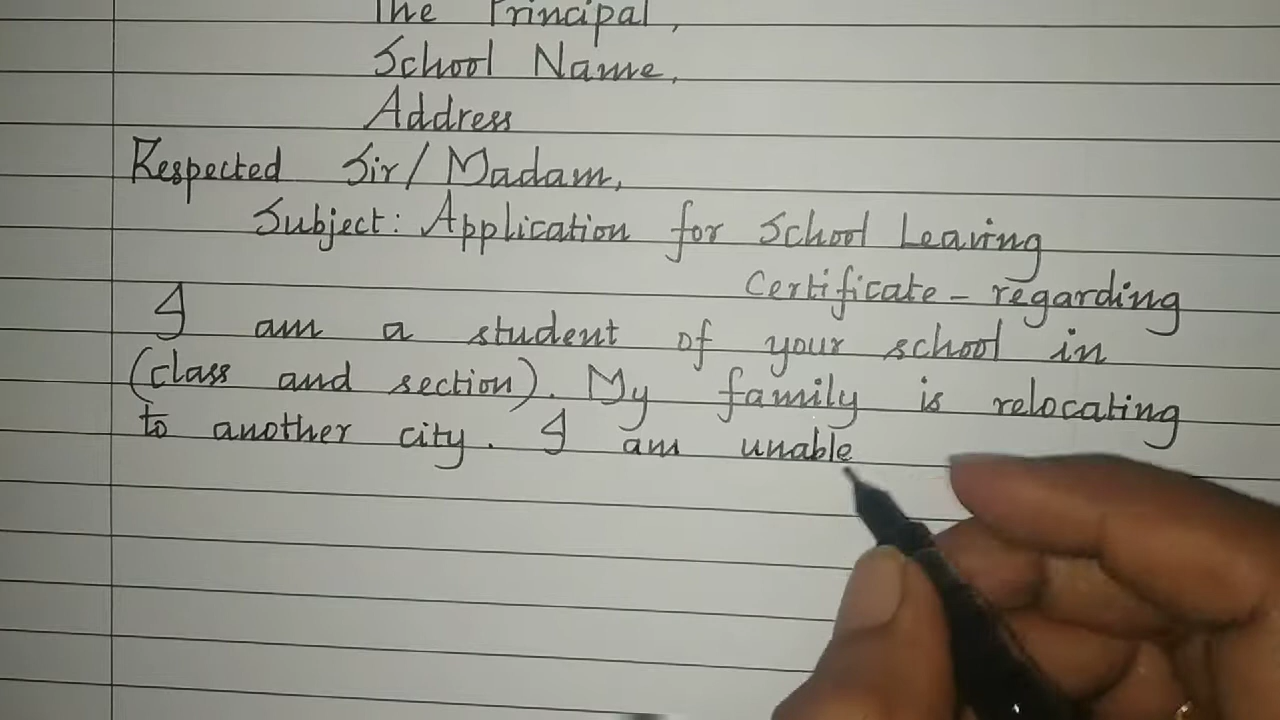 The Principal,
School Name,
Address
Respected Sir/Madam,
Subject: Application for School Leaving
Certificate - regarding
I am a student of your school in
(class and section). My family is relocating
to another city. I am unable